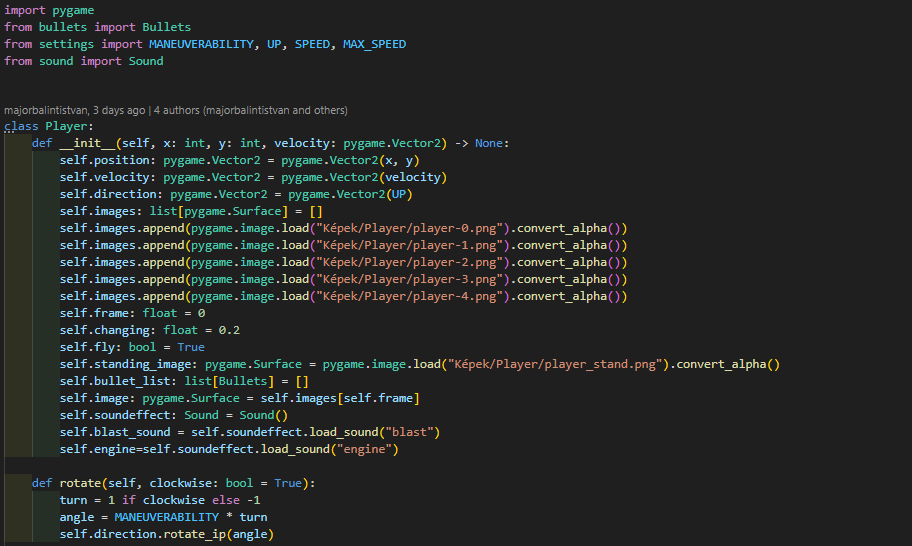 import pygame
from bullets import Bullets
from settings import MANEUVERABILITY, UP, SPEED, MAX_SPEED
from sound import Sound
majorbalintistvan, 3 days ago | 4 authors (majorbalintistvan and others)
class Player:
    def __init__(self, x: int, y: int, velocity: pygame.Vector2) -> None:
        self.position: pygame.Vector2 = pygame.Vector2(x, y)
        self.velocity: pygame.Vector2 = pygame.Vector2(velocity)
        self.direction: pygame.Vector2 = pygame.Vector2(UP)
        self.images: list[pygame.Surface] = []
        self.images.append(pygame.image.load("Képek/Player/player-0.png").convert_alpha())
        self.images.append(pygame.image.load("Képek/Player/player-1.png").convert_alpha())
        self.images.append(pygame.image.load("Képek/Player/player-2.png").convert_alpha())
        self.images.append(pygame.image.load("Képek/Player/player-3.png").convert_alpha())
        self.images.append(pygame.image.load("Képek/Player/player-4.png").convert_alpha())
        self.frame: float = 0
        self.changing: float = 0.2
        self.fly: bool = True
        self.standing_image: pygame.Surface = pygame.image.load("Képek/Player/player_stand.png").convert_alpha()
        self.bullet_list: list[Bullets] = []
        self.image: pygame.Surface = self.images[self.frame]
        self.soundeffect: Sound = Sound()
        self.blast_sound = self.soundeffect.load_sound("blast")
        self.engine=self.soundeffect.load_sound("engine")
    def rotate(self, clockwise: bool = True):
        turn = 1 if clockwise else -1
        angle = MANEUVERABILITY * turn
        self.direction.rotate_ip(angle)